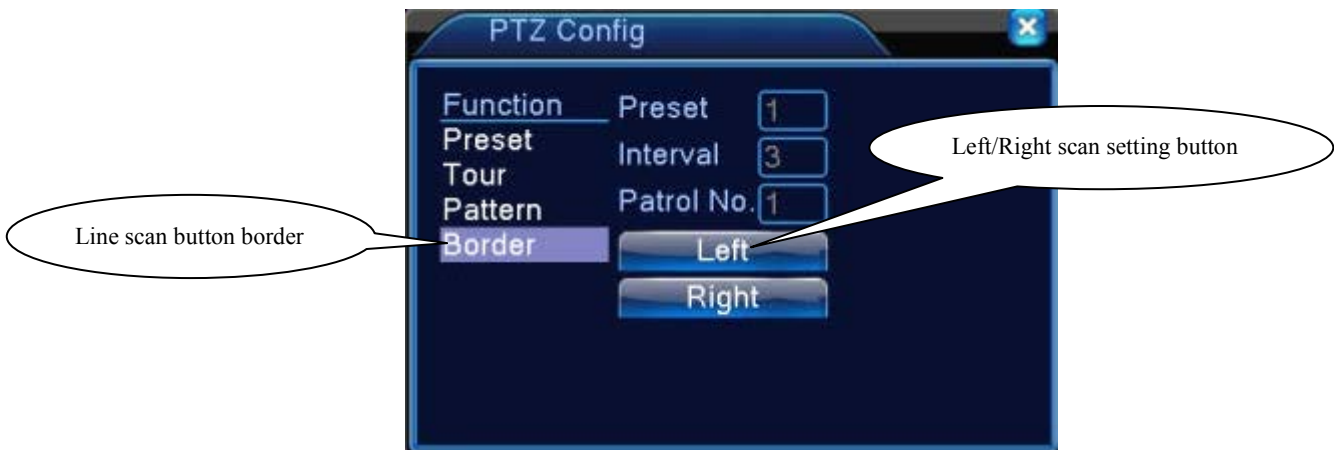 PTZ Config
Function
Preset
Tour
Pattern
Border
Preset 1
Interval 3
Patrol No. 1
Left
Right
Line scan button border
Left/Right scan setting button